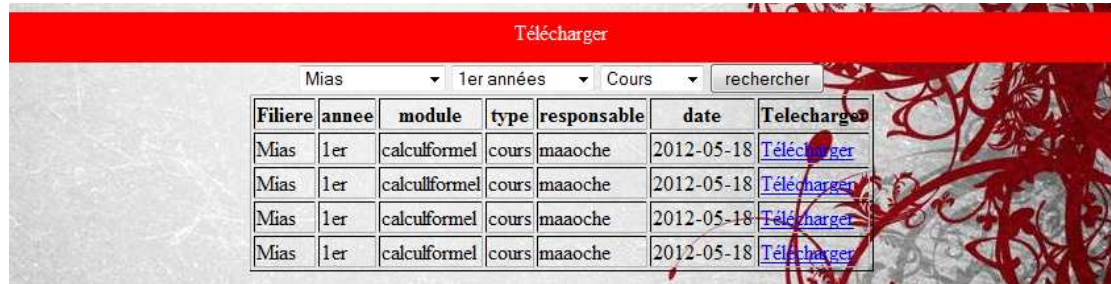 Télécharger
Mias 1er années Cours rechercher
Filiere annee module type responsable date Telecharger
Mias 1er calculformel cours maaoche 2012-05-18 Télécharger
Mias 1er calcullformel cours maaoche 2012-05-18 Télécharger
Mias 1er calculformel cours maaoche 2012-05-18 Télécharger
Mias 1er calculformel cours maaoche 2012-05-18 Télécharger